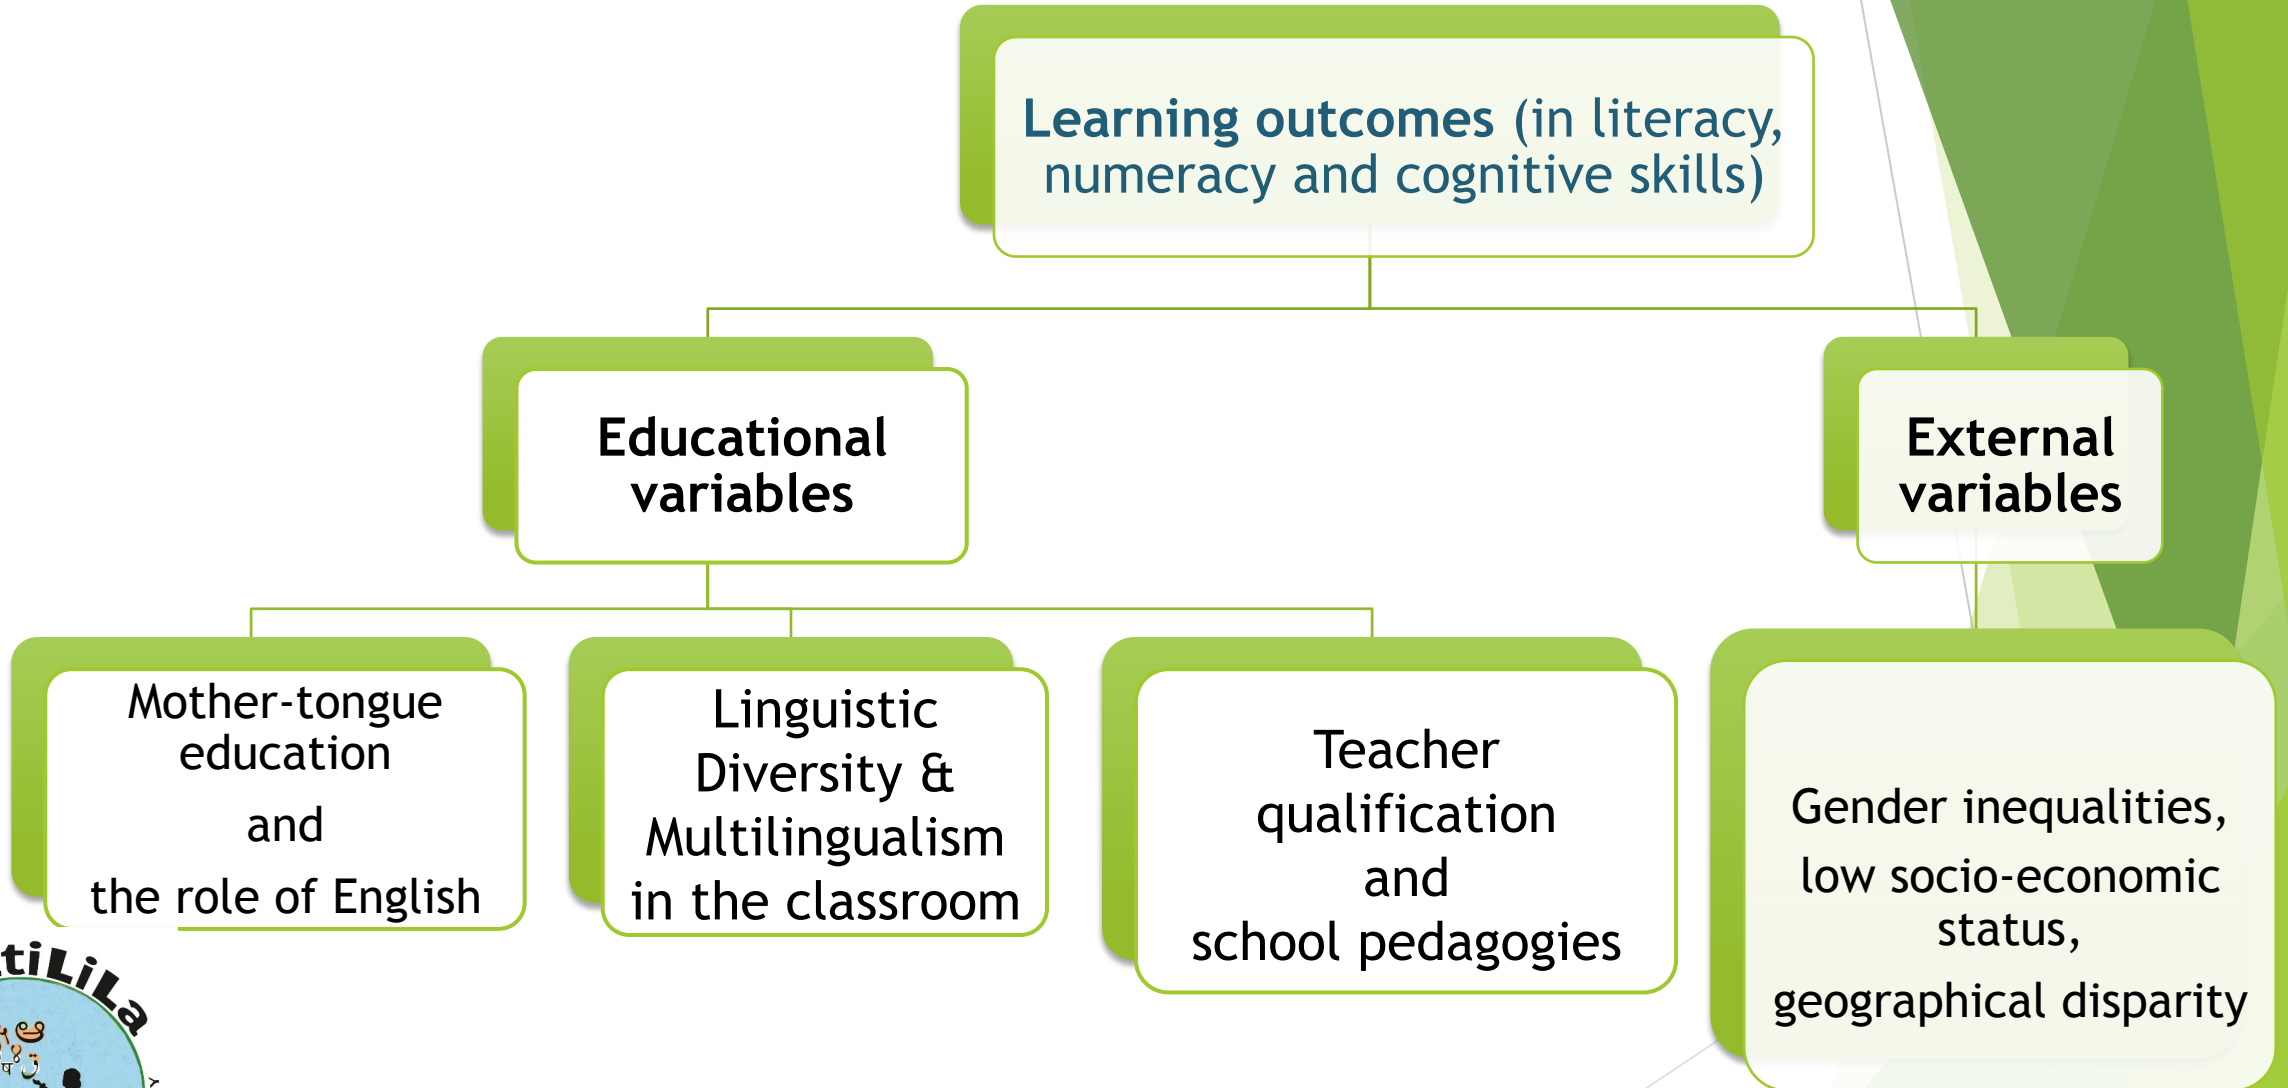 Learning outcomes (in literacy,
numeracy and cognitive skills)
Educational
variables
External
variables
Mother-tongue
education
and
the role of English
Linguistic
Diversity &
Multilingualism
in the classroom
Teacher
qualification
and
school pedagogies
Gender inequalities,
low socio-economic
status,
geographical disparity
tiLiLa